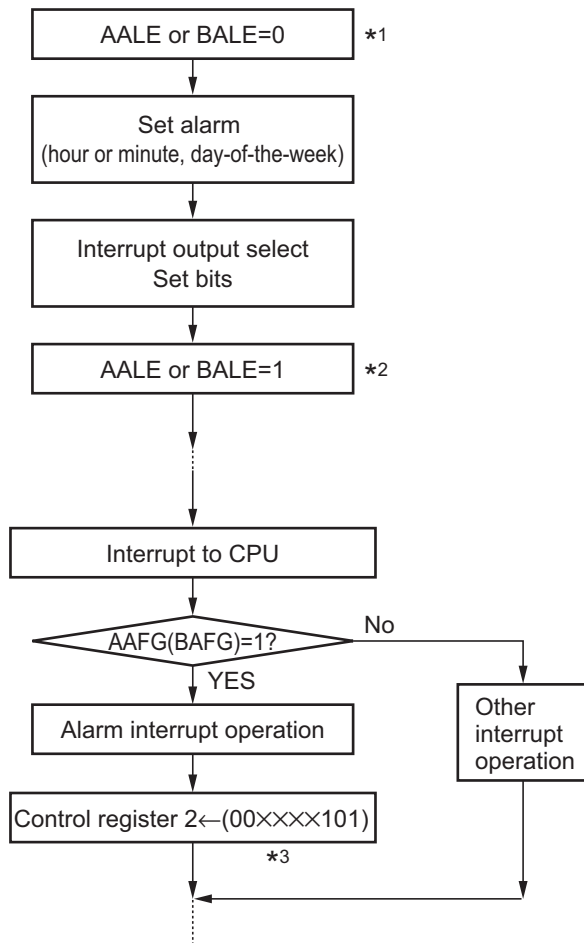 AALE or BALE=0
*1
Set alarm
(hour or minute, day-of-the-week)
Interrupt output select
Set bits
AALE or BALE=1
*2
Interrupt to CPU
AAFG(BAFG)=1?
No
YES
Alarm interrupt operation
Other
interrupt
operation
Control register 2←(00××××101)
*3